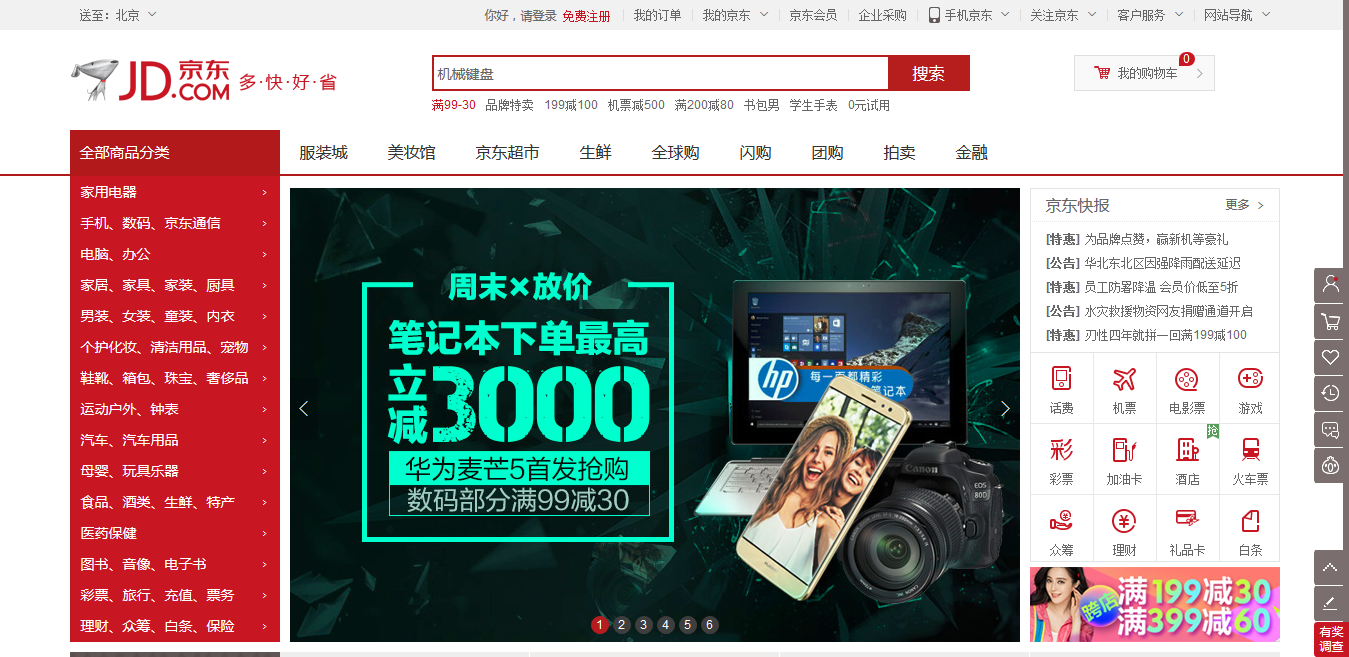 送至：北京
你好，请登录 免费注册 我的订单 我的京东 京东会员 企业采购 手机京东 关注京东 客户服务 网站导航
JD.COM 京东
多·快·好·省
机械键盘 搜索
我的购物车 0
满99-30 品牌特卖 199减100 机票减500 满200减80 书包男 学生手表 0元试用
全部商品分类 服装城 美妆馆 京东超市 生鲜 全球购 闪购 团购 拍卖 金融
家用电器 >
手机、数码、京东通信 >
电脑、办公 >
家居、家具、家装、厨具 >
男装、女装、童装、内衣 >
个护化妆、清洁用品、宠物 >
鞋靴、箱包、珠宝、奢侈品 >
运动户外、钟表 >
汽车、汽车用品 >
母婴、玩具乐器 >
食品、酒类、生鲜、特产 >
医药保健 >
图书、音像、电子书 >
彩票、旅行、充值、票务 >
理财、众筹、白条、保险 >
周末×放价
笔记本下单最高
立减3000
华为麦芒5首发抢购
数码部分满99减30
hp
每一面都精彩
Canon
EOS
80D
1 2 3 4 5 6
京东快报 更多 >
[特惠] 为品牌点赞，赢新机等豪礼
[公告] 华北东北区因强降雨配送延迟
[特惠] 员工防暑降温 会员价低至5折
[公告] 水灾救援物资网友捐赠通道开启
[特惠] 刃性四年就拼一回满199减100
话费 机票 电影票 游戏
抢
彩
彩票 加油卡 酒店 火车票
众筹 理财 礼品卡 白条
跨店
满199减30
满399减60
有奖
调查